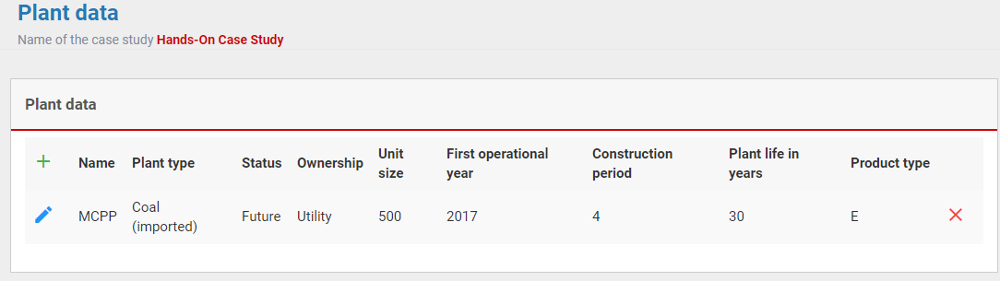 Plant data
Name of the case study Hands-On Case Study
Plant data
Name Plant type Status Ownership Unit size First operational year Construction period Plant life in years Product type
MCPP Coal (imported) Future Utility 500 2017 4 30 E